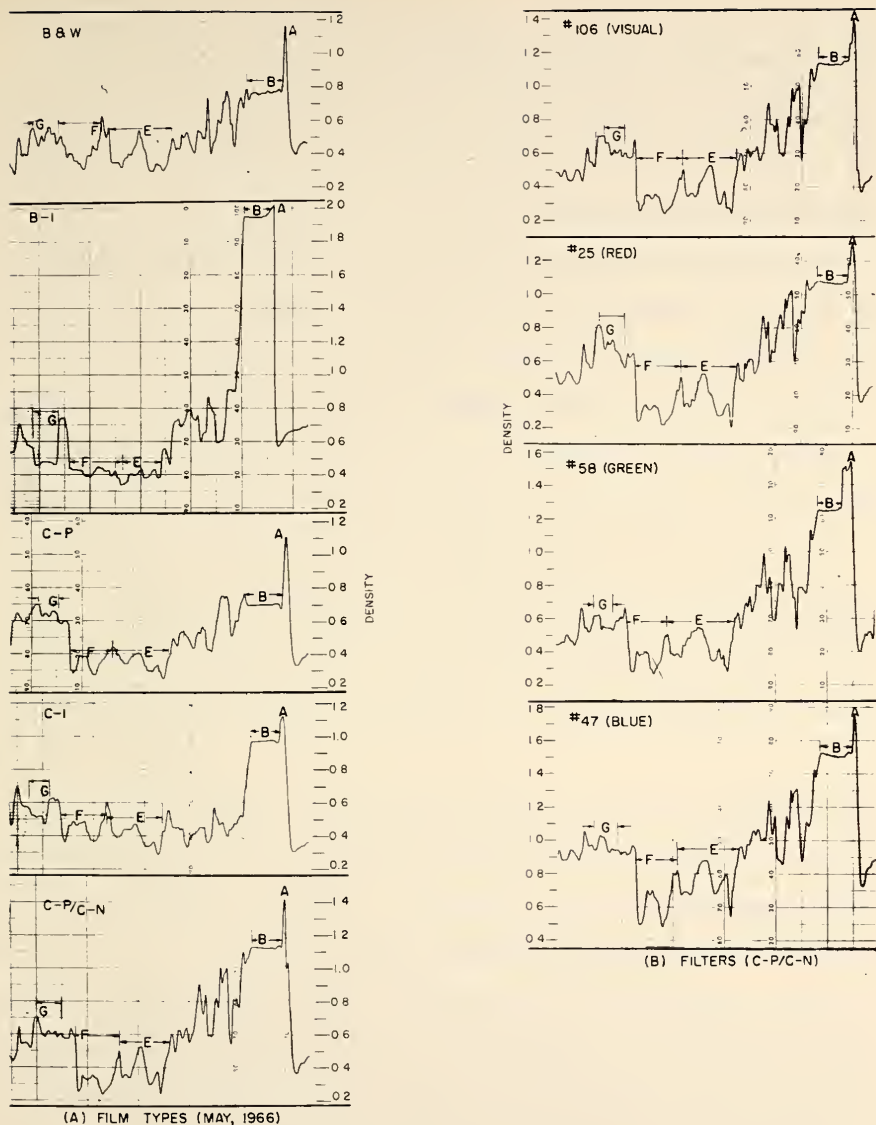 B & W
A
B
G
F
E
1.2
1.0
0.8
0.6
0.4
0.2
B-I
A
B
G
F
E
2.0
1.8
1.6
1.4
1.2
1.0
0.8
0.6
0.4
0.2
C-P
A
B
G
F
E
1.2
1.0
0.8
0.6
0.4
0.2
C-I
A
B
G
F
E
1.2
1.0
0.8
0.6
0.4
0.2
C-P/C-N
A
B
G
F
E
1.4
1.2
1.0
0.8
0.6
0.4
0.2
DENSITY
(A) FILM TYPES (MAY, 1966)
#106 (VISUAL)
A
B
G
F
E
1.4
1.2
1.0
0.8
0.6
0.4
0.2
#25 (RED)
A
B
G
F
E
1.2
1.0
0.8
0.6
0.4
0.2
DENSITY
#58 (GREEN)
A
B
G
F
E
1.6
1.4
1.2
1.0
0.8
0.6
0.4
0.2
#47 (BLUE)
A
B
G
F
E
1.8
1.6
1.4
1.2
1.0
0.8
0.6
0.4
(B) FILTERS (C-P/C-N)